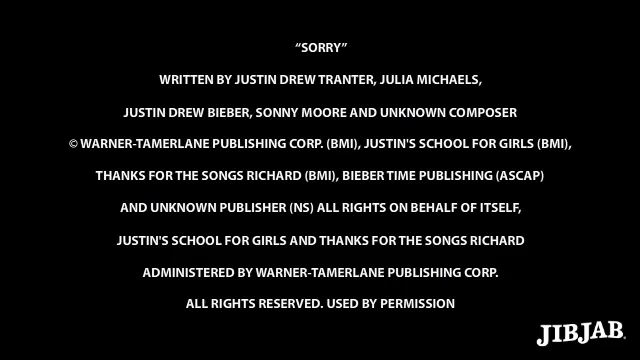 “SORRY”
WRITTEN BY JUSTIN DREW TRANTER, JULIA MICHAELS,
JUSTIN DREW BIEBER, SONNY MOORE AND UNKNOWN COMPOSER
© WARNER-TAMERLANE PUBLISHING CORP. (BMI), JUSTIN'S SCHOOL FOR GIRLS (BMI),
THANKS FOR THE SONGS RICHARD (BMI), BIEBER TIME PUBLISHING (ASCAP)
AND UNKNOWN PUBLISHER (NS) ALL RIGHTS ON BEHALF OF ITSELF,
JUSTIN'S SCHOOL FOR GIRLS AND THANKS FOR THE SONGS RICHARD
ADMINISTERED BY WARNER-TAMERLANE PUBLISHING CORP.
ALL RIGHTS RESERVED. USED BY PERMISSION
JIBJAB